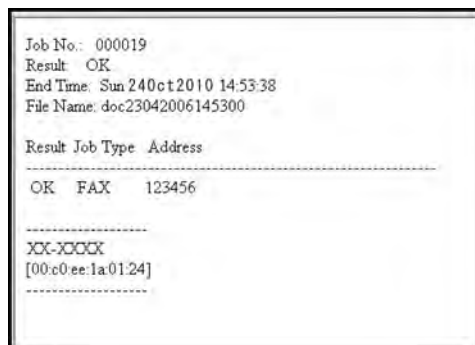 Job No.: 000019
Result: OK
End Time: Sun 24Oct2010 14:53:38
File Name: doc23042006145300
Result Job Type Address
--------------------------------------------------
OK FAX 123456
--------------------
XX-XXXX
[00:c0:ee:1a:01:24]
--------------------